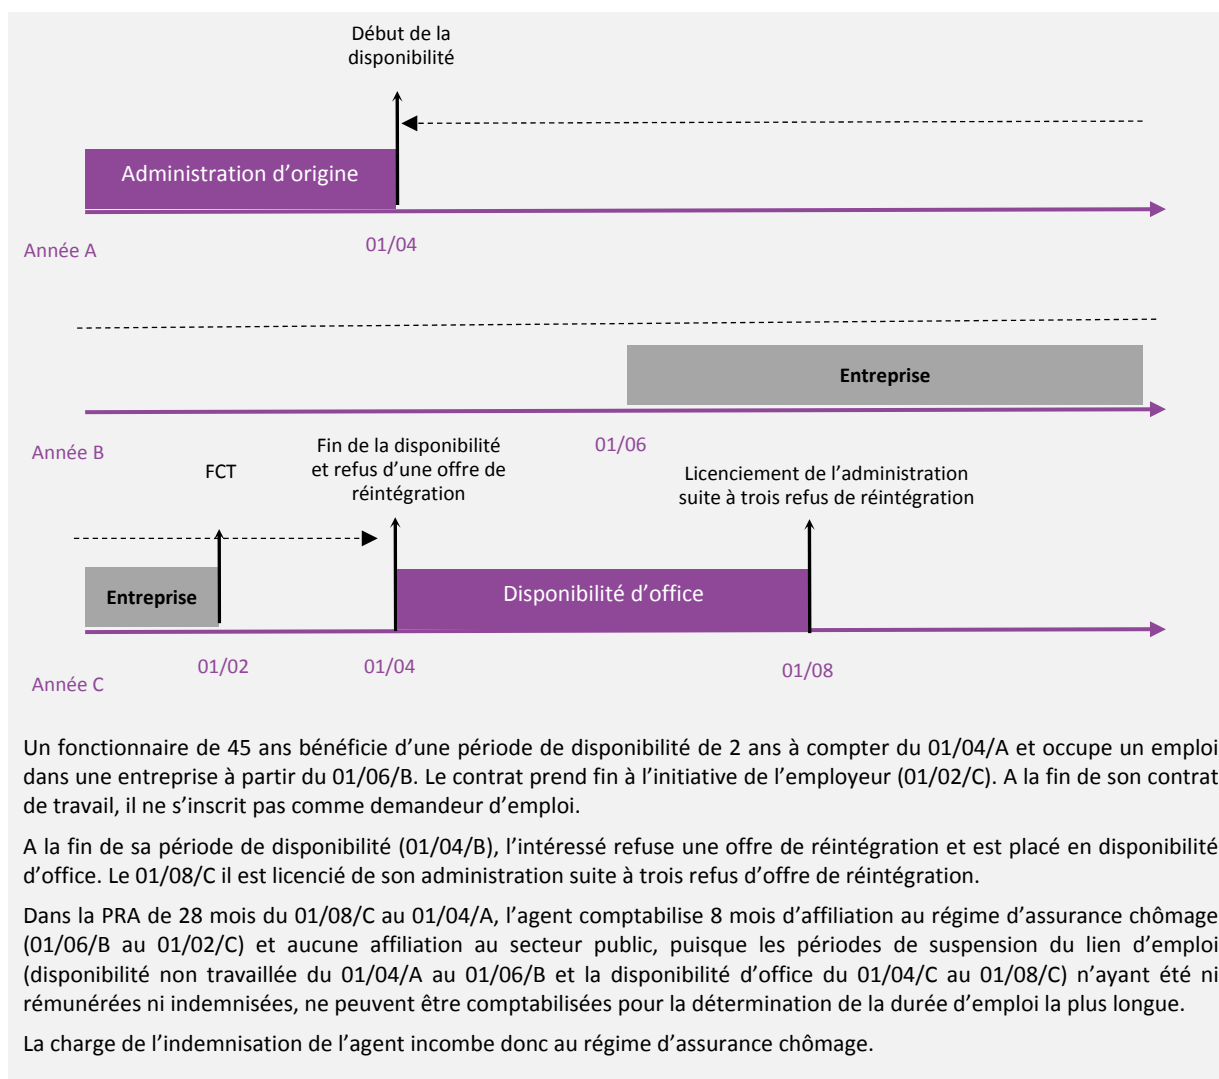 Début de la
disponibilité
Administration d’origine
Année A
01/04
Entreprise
Année B
01/06
FCT
Fin de la disponibilité
et refus d’une offre de
réintégration
Licenciement de l’administration
suite à trois refus de réintégration
Entreprise
Disponibilité d’office
01/02
01/04
01/08
Année C
Un fonctionnaire de 45 ans bénéficie d’une période de disponibilité de 2 ans à compter du 01/04/A et occupe un emploi
dans une entreprise à partir du 01/06/B. Le contrat prend fin à l’initiative de l’employeur (01/02/C). A la fin de son contrat
de travail, il ne s’inscrit pas comme demandeur d’emploi.
A la fin de sa période de disponibilité (01/04/B), l’intéressé refuse une offre de réintégration et est placé en disponibilité
d’office. Le 01/08/C il est licencié de son administration suite à trois refus d’offre de réintégration.
Dans la PRA de 28 mois du 01/08/C au 01/04/A, l’agent comptabilise 8 mois d’affiliation au régime d’assurance chômage
(01/06/B au 01/02/C) et aucune affiliation au secteur public, puisque les périodes de suspension du lien d’emploi
(disponibilité non travaillée du 01/04/A au 01/06/B et la disponibilité d’office du 01/04/C au 01/08/C) n’ayant été ni
rémunérées ni indemnisées, ne peuvent être comptabilisées pour la détermination de la durée d’emploi la plus longue.
La charge de l’indemnisation de l’agent incombe donc au régime d’assurance chômage.